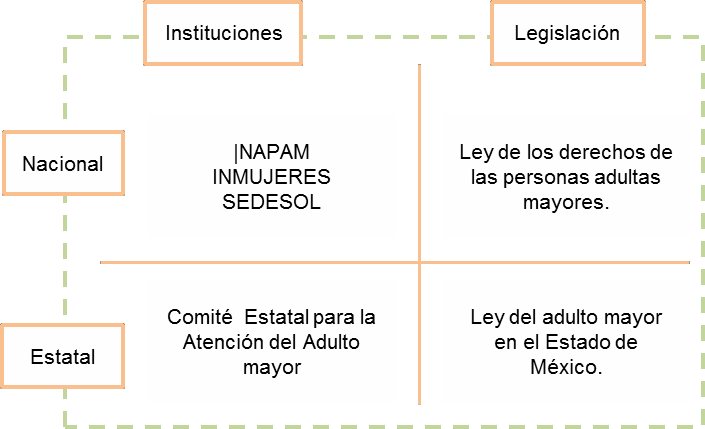 Instituciones
Legislación
Nacional
|NAPAM
INMUJERES
SEDESOL
Ley de los derechos de
las personas adultas
mayores.
Estatal
Comité Estatal para la
Atención del Adulto
mayor
Ley del adulto mayor
en el Estado de
México.